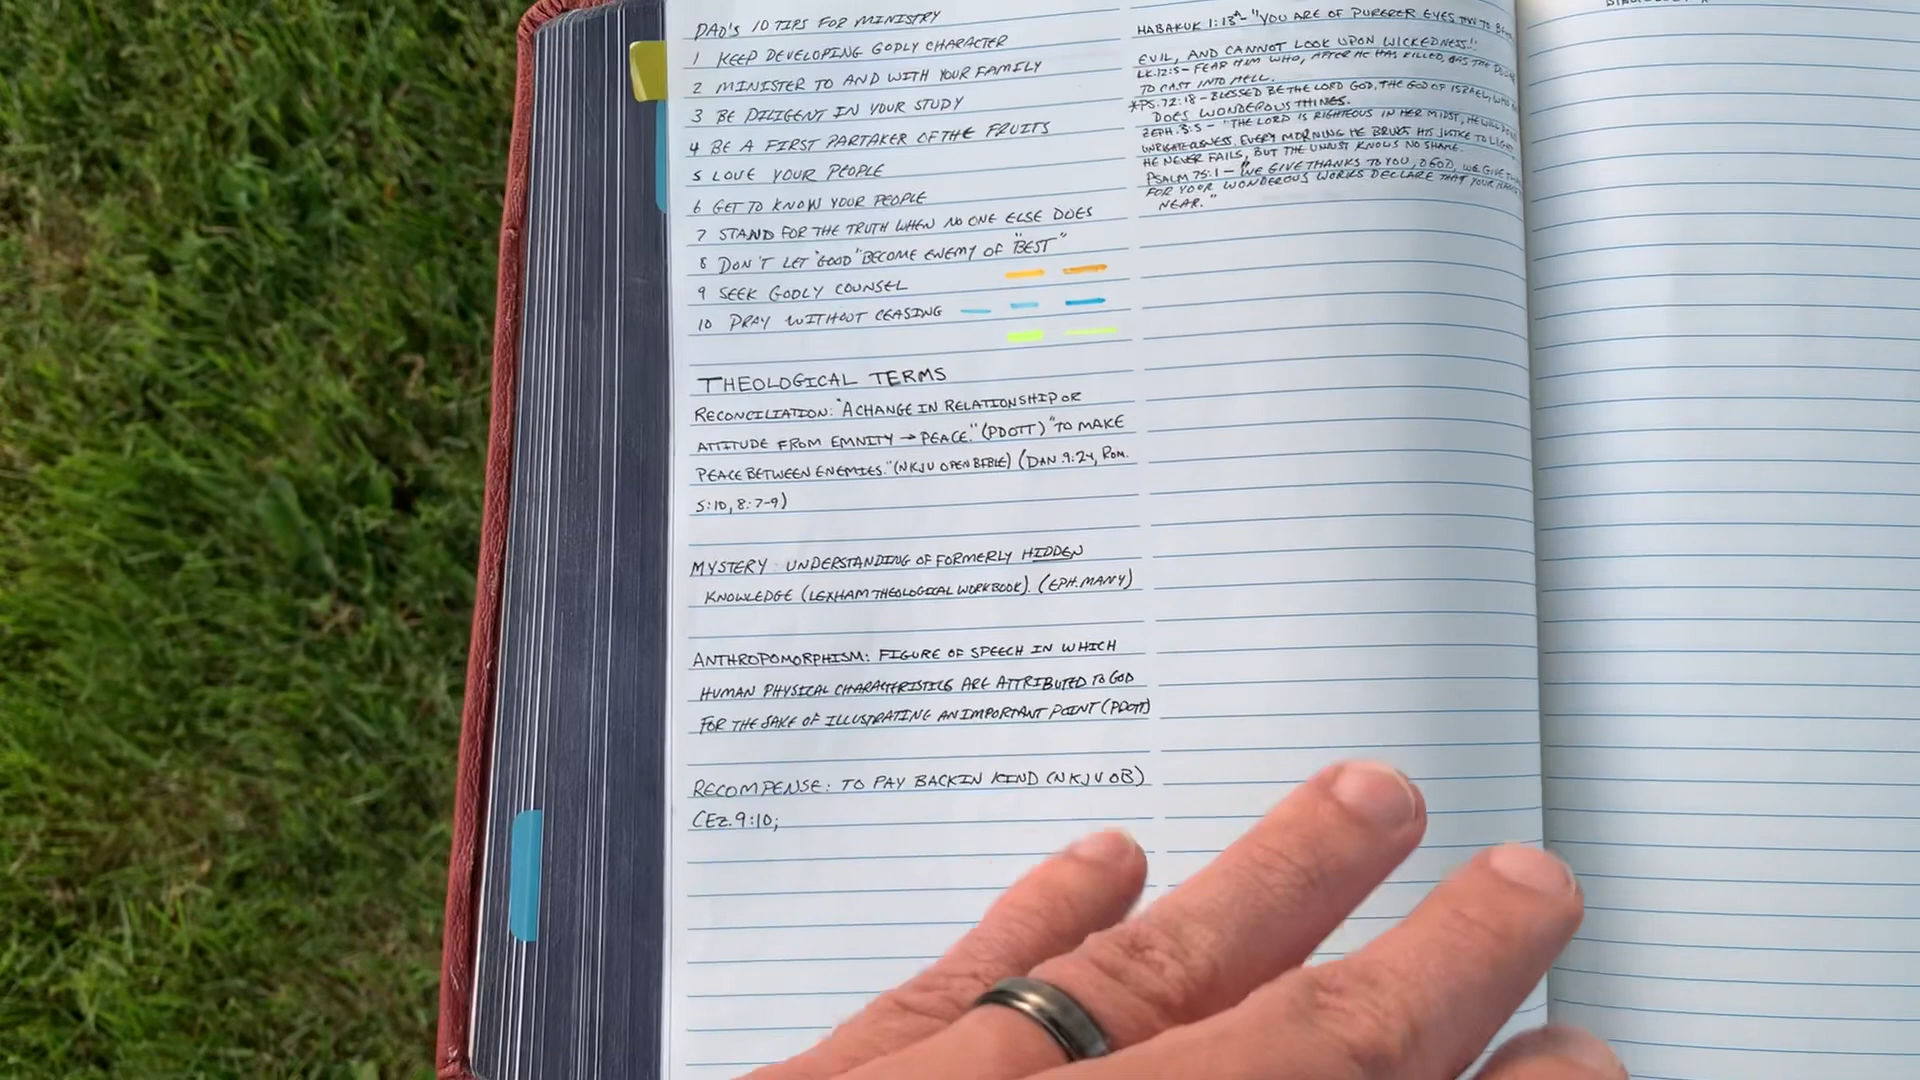 DAD'S 10 TIPS FOR MINISTRY
1 KEEP DEVELOPING GODLY CHARACTER
2 MINISTER TO AND WITH YOUR FAMILY
3 BE DILIGENT IN YOUR STUDY
4 BE A FIRST PARTAKER OF THE FRUITS
5 LOVE YOUR PEOPLE
6 GET TO KNOW YOUR PEOPLE
7 STAND FOR THE TRUTH WHEN NO ONE ELSE DOES
8 DON'T LET "GOOD" BECOME ENEMY OF "BEST"
9 SEEK GODLY COUNSEL
10 PRAY WITHOUT CEASING
THEOLOGICAL TERMS
RECONCILIATION: "A CHANGE IN RELATIONSHIP OR
ATTITUDE FROM EMNITY → PEACE." (PDOTT) "TO MAKE
PEACE BETWEEN ENEMIES." (NKJV OPEN BIBLE) (DAN. 9:24, ROM.
5:10, 8:7-9)
MYSTERY: UNDERSTANDING OF FORMERLY HIDDEN
KNOWLEDGE (LEXHAM THEOLOGICAL WORKBOOK). (EPH. MANY)
ANTHROPOMORPHISM: FIGURE OF SPEECH IN WHICH
HUMAN PHYSICAL CHARACTERISTICS ARE ATTRIBUTED TO GOD
FOR THE SAKE OF ILLUSTRATING AN IMPORTANT POINT (PDOTT)
RECOMPENSE: TO PAY BACK IN KIND (NKJV OB)
(EZ. 9:10;
HABAKUK 1:13A - "YOU ARE OF PURERER EYES TO
EVIL, AND CANNOT LOOK UPON WICKEDNESS."
LK. 12:5 - FEAR HIM WHO, AFTER HE HAS KILLED, HAS THE
TO CAST INTO HELL.
*PS. 72:18 - BLESSED BE THE LORD GOD, THE GOD OF ISRAEL, WHO
DOES WONDEROUS THINGS.
ZEPH. 3:5 - "THE LORD IS RIGHTEOUS IN HER MIDST, HE WILL
UNRIGHTEOUSNESS. EVERY MORNING HE BRINGS HIS JUSTICE TO LIGHT
HE NEVER FAILS, BUT THE UNJUST KNOWS NO SHAME.
PSALM 75:1 - "WE GIVE THANKS TO YOU, O GOD, WE GIVE
FOR YOUR WONDEROUS WORKS DECLARE THAT YOUR NAME
NEAR."